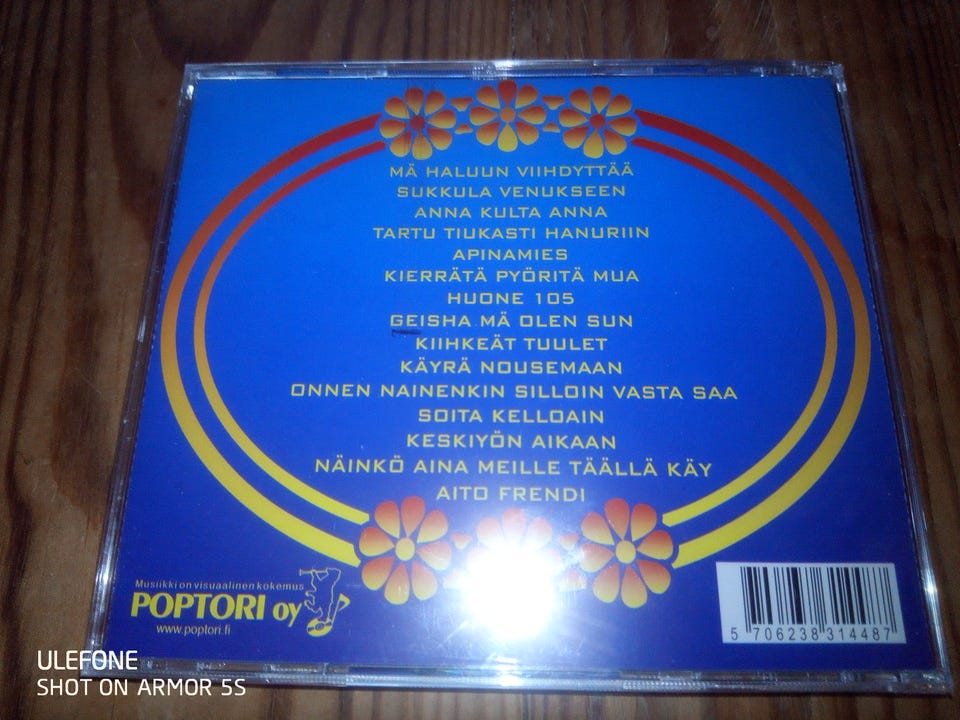 MÄ HALUUN VIIHDYTTÄÄ
SUKKULA VENUKSEEN
ANNA KULTA ANNA
TARTU TIUKASTI HANURIIN
APINAMIES
KIERRÄTÄ PYÖRITÄ MUA
HUONE 105
GEISHA MÄ OLEN SUN
KIIHKEÄT TUULET
KÄYRÄ NOUSEMAAN
ONNEN NAINENKIN SILLOIN VASTA SAA
SOITA KELLOAIN
KESKIYÖN AIKAAN
NÄINKÖ AINA MEILLE TÄÄLLÄ KÄY
AITO FRENDI
Musiikki on visuaalinen kokemus
POPTORI oy
www.poptori.fi
5 706238 314487
ULEFONE
SHOT ON ARMOR 5S